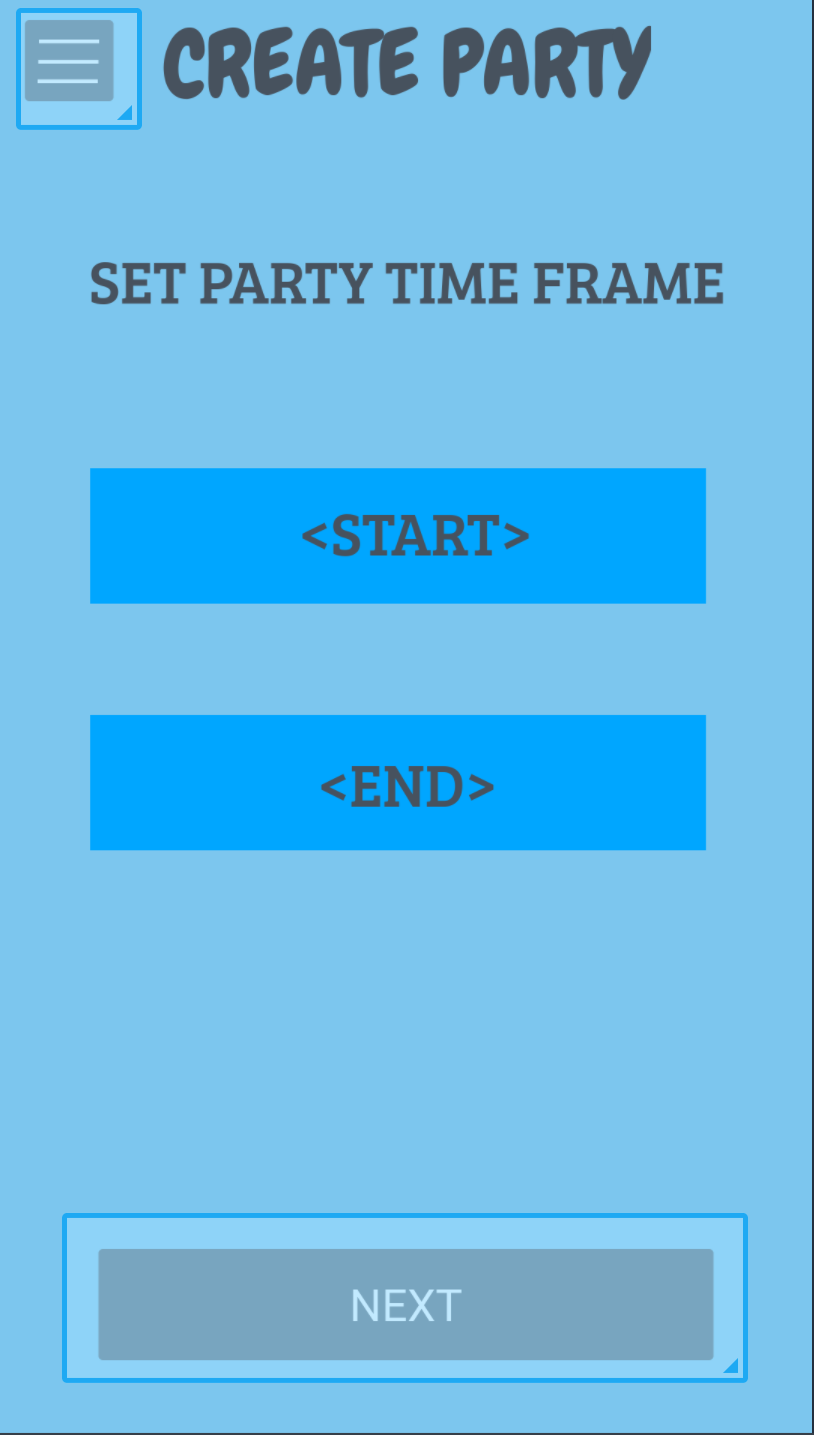 CREATE PARTY
SET PARTY TIME FRAME
<START>
<END>
NEXT